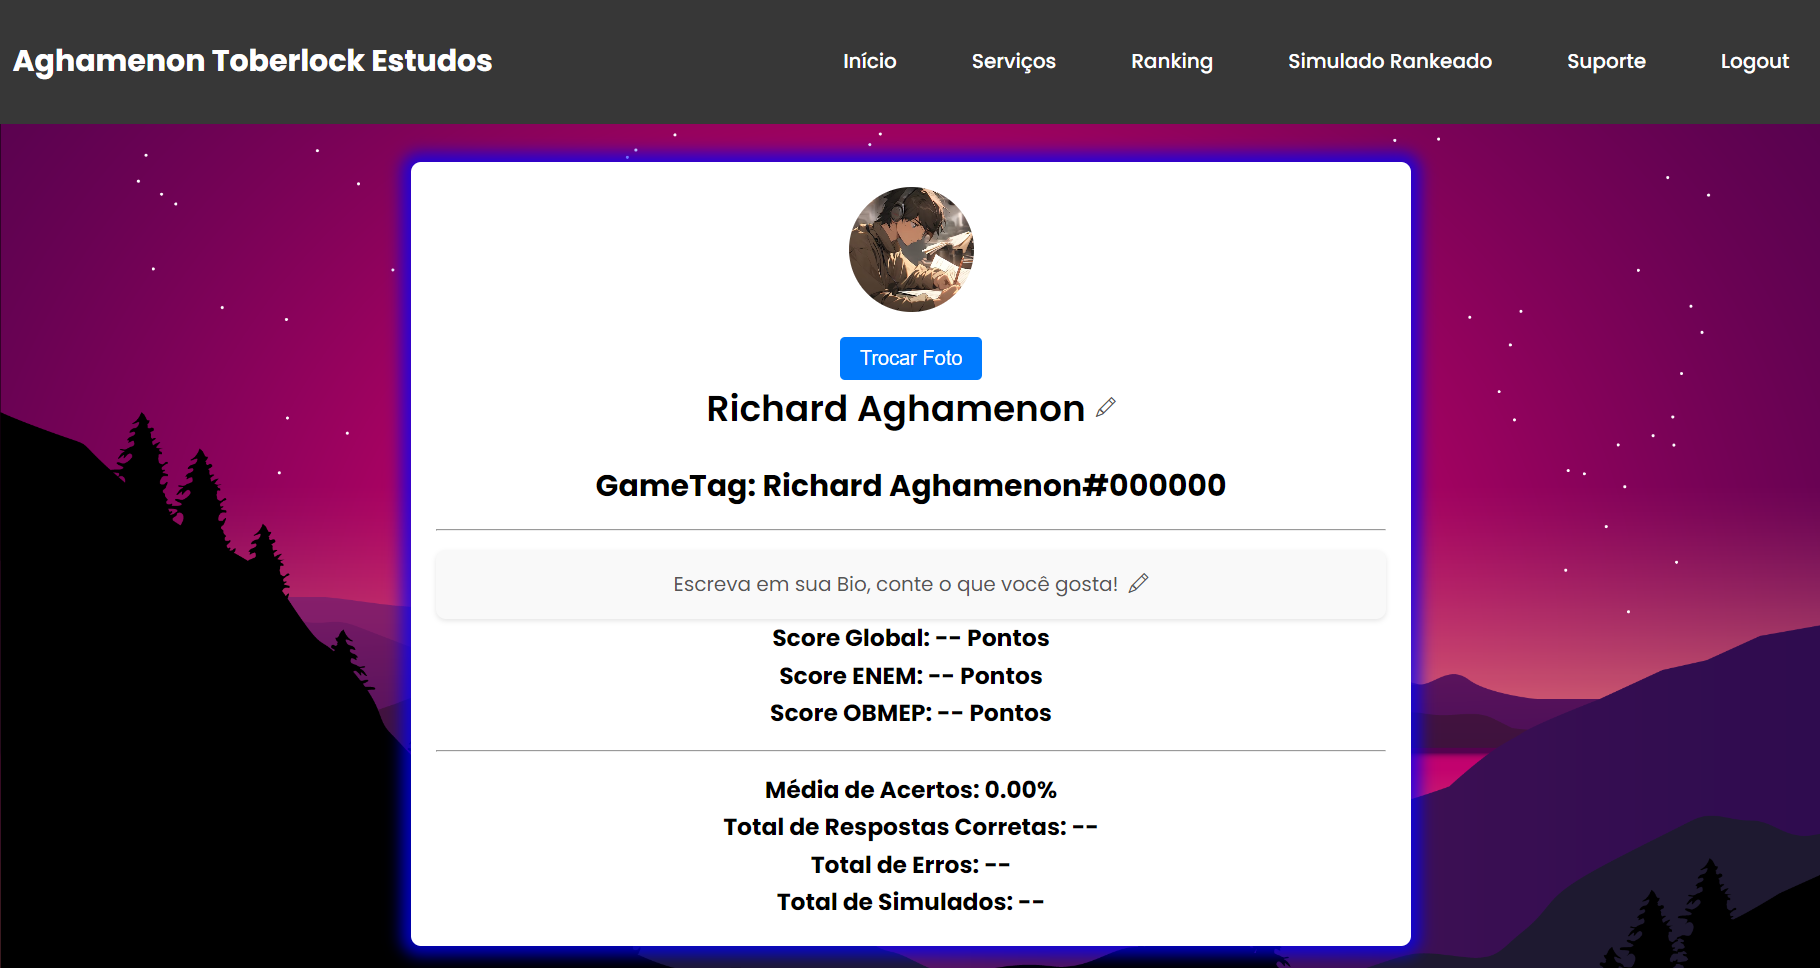 Aghamenon Toberlock Estudos
Início
Serviços
Ranking
Simulado Rankeado
Suporte
Logout
Trocar Foto
Richard Aghamenon
GameTag: Richard Aghamenon#000000
Escreva em sua Bio, conte o que você gosta!
Score Global: -- Pontos
Score ENEM: -- Pontos
Score OBMEP: -- Pontos
Média de Acertos: 0.00%
Total de Respostas Corretas: --
Total de Erros: --
Total de Simulados: --